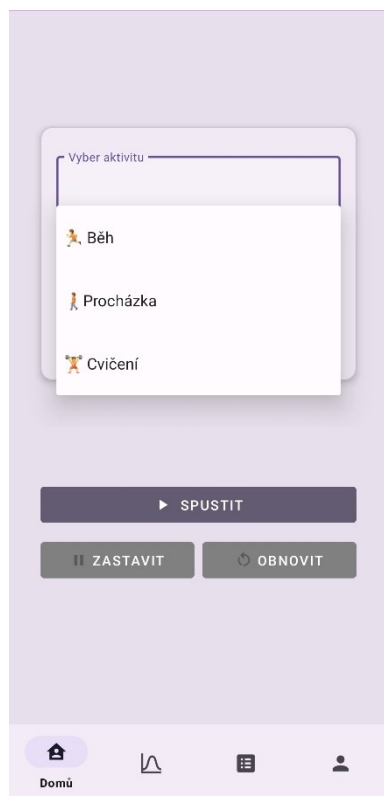 Vyber aktivitu
🏃 Běh
🚶 Procházka
🏋 Cvičení
SPUSTIT
ZASTAVIT
OBNOVIT
Domů